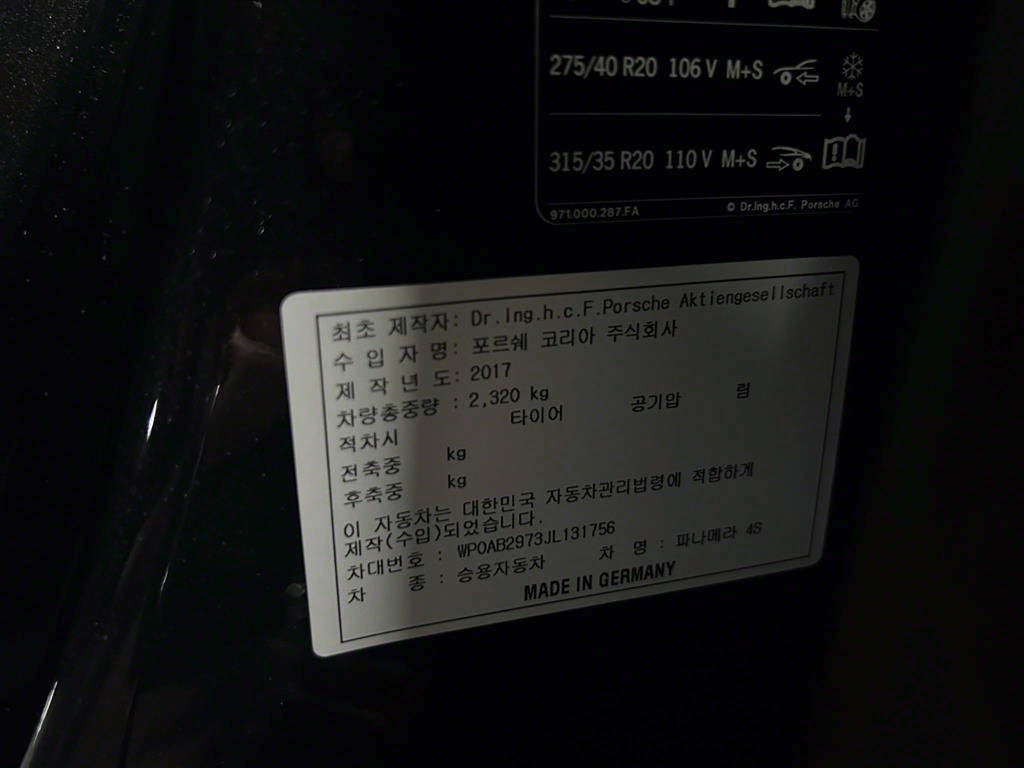 275/40 R20 106 V M+S
M+S
315/35 R20 110 V M+S
971.000.287.FA © Dr.Ing.h.c.F. Porsche AG
최초 제작자: Dr.Ing.h.c.F.Porsche Aktiengesellschaft
수 입 자 명: 포르쉐 코리아 주식회사
제 작 년 도: 2017
차량총중량 : 2,320 kg
적차시 타이어 공기압 림
전축중 kg
후축중 kg
이 자동차는 대한민국 자동차관리법령에 적합하게
제작(수입)되었습니다.
차대번호 : WP0AB2973JL131756
차 종 : 승용자동차 차 명 : 파나메라 4S
MADE IN GERMANY